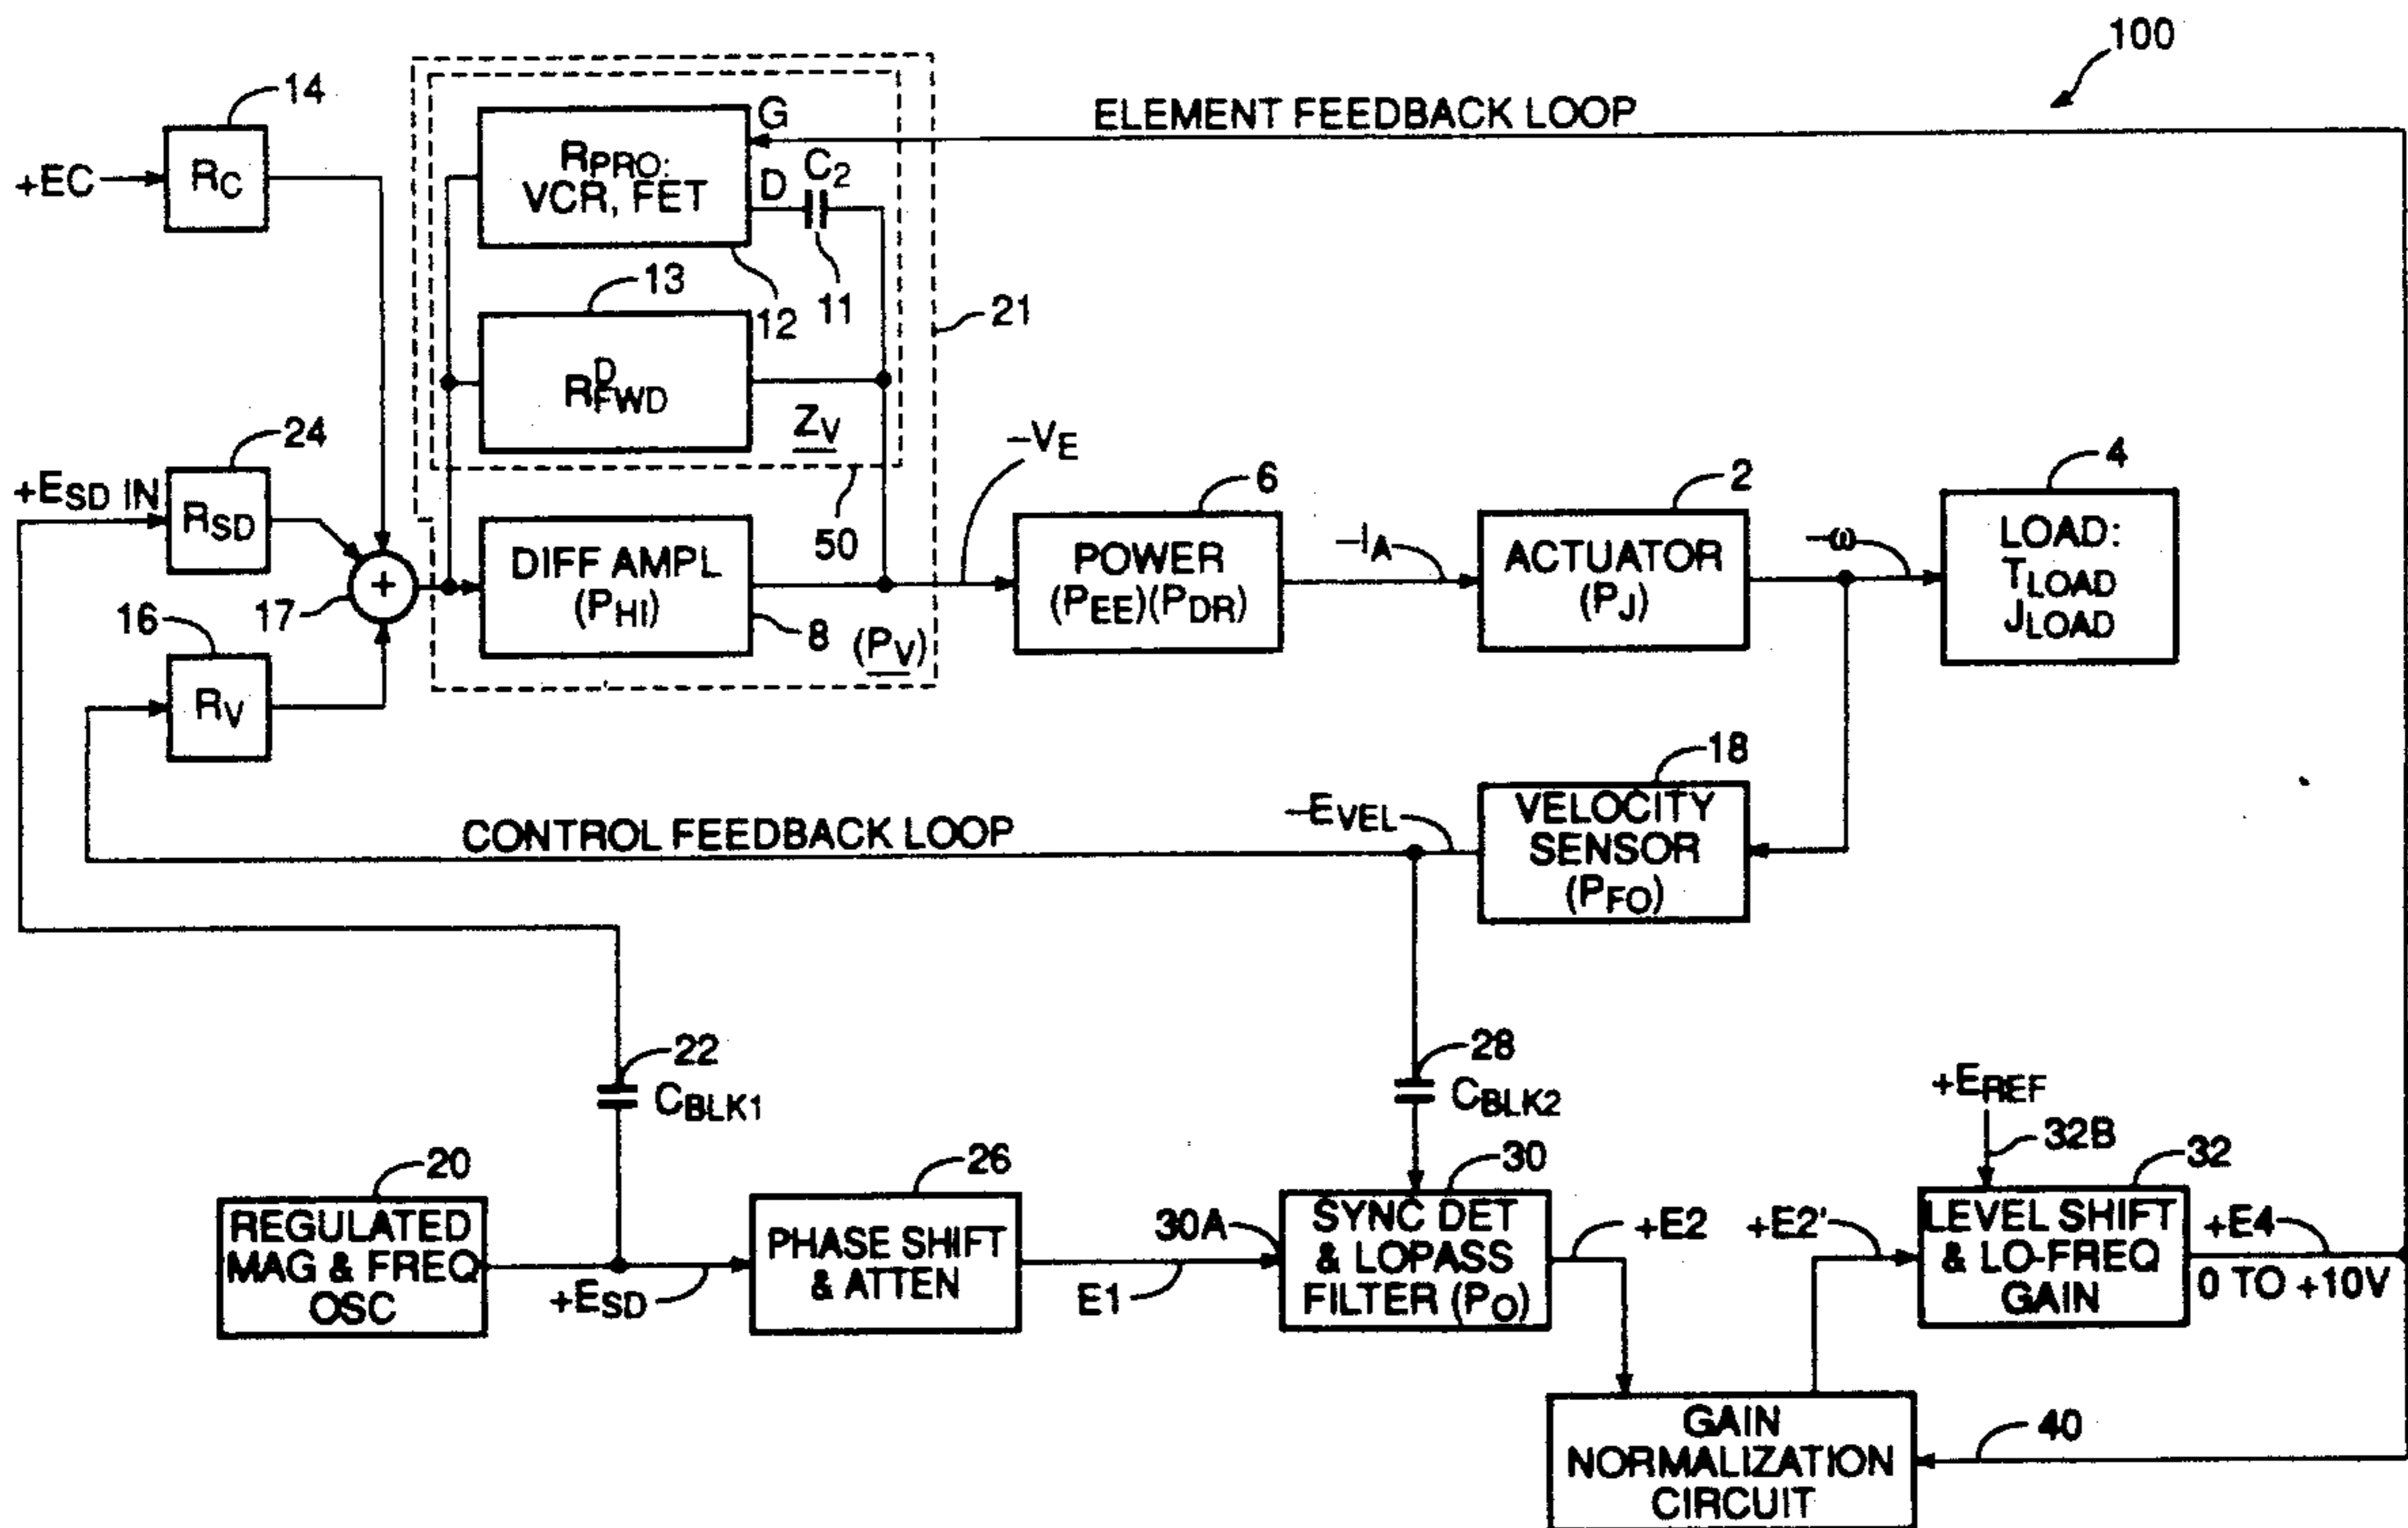 100
14
ELEMENT FEEDBACK LOOP
+EC
RC
RPRO:
VCR, FET
G
D
C2
13
12
11
21
D
RFWD
ZV
24
+ESD IN
RSD
-VE
50
6
2
4
+
17
DIFF AMPL
(PHI)
8
(PV)
POWER
(PEE)(PDR)
-IA
ACTUATOR
(PJ)
-ω
LOAD:
TLOAD
JLOAD
16
RV
18
CONTROL FEEDBACK LOOP
-EVEL
VELOCITY
SENSOR
(PFO)
22
CBLK1
28
CBLK2
+EREF
32B
20
26
30
32
REGULATED
MAG & FREQ
OSC
+ESD
PHASE SHIFT
& ATTEN
30A
E1
SYNC DET
& LOPASS
FILTER (PO)
+E2
+E2'
LEVEL SHIFT
& LO-FREQ
GAIN
+E4
0 TO +10V
GAIN
NORMALIZATION
CIRCUIT
40